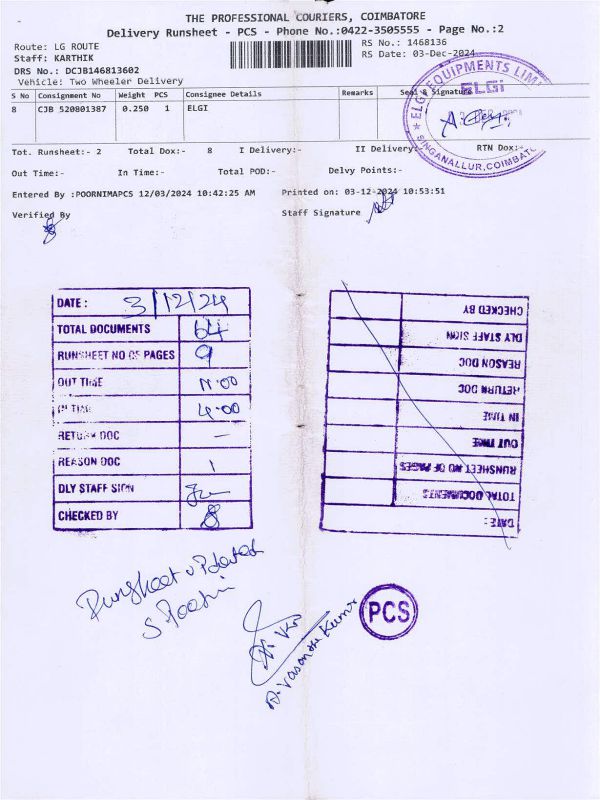 THE PROFESSIONAL COURIERS, COIMBATORE
Delivery Runsheet - PCS - Phone No.:0422-3505555 - Page No.:2
Route: LG ROUTE
RS No.: 1468136
Staff: KARTHIK
RS Date: 03-Dec-2024
DRS No.: DCJB146813602
Vehicle: Two Wheeler Delivery
S No Consignment No Weight PCS Consignee Details Remarks Seal & Signature
8 CJB 520801387 0.250 1 ELGI
ELGI EQUIPMENTS LIMI
ELGI
SINGANALLUR, COIMBAT
Tot. Runsheet:- 2 Total Dox:- 8 I Delivery:- II Delivery:- RTN Dox:-
Out Time:- In Time:- Total POD:- Delvy Points:-
Entered By :POORNIMAPCS 12/03/2024 10:42:25 AM Printed on: 03-12-2024 10:53:51
Verified By Staff Signature
DATE : 3/12/24
TOTAL DOCUMENTS 64
RUNSHEET NO OF PAGES 9
OUT TIME 11.00
IN TIME 4.00
RETURN DOC —
REASON DOC 1
DLY STAFF SIGN
CHECKED BY
CHECKED BY
DLY STAFF SIGN
REASON DOC
RETURN DOC
IN TIME
OUT TIME
RUNSHEET NO OF PAGES
TOTAL DOCUMENTS
DATE :
Runsheet updated
S Poorni
PCS